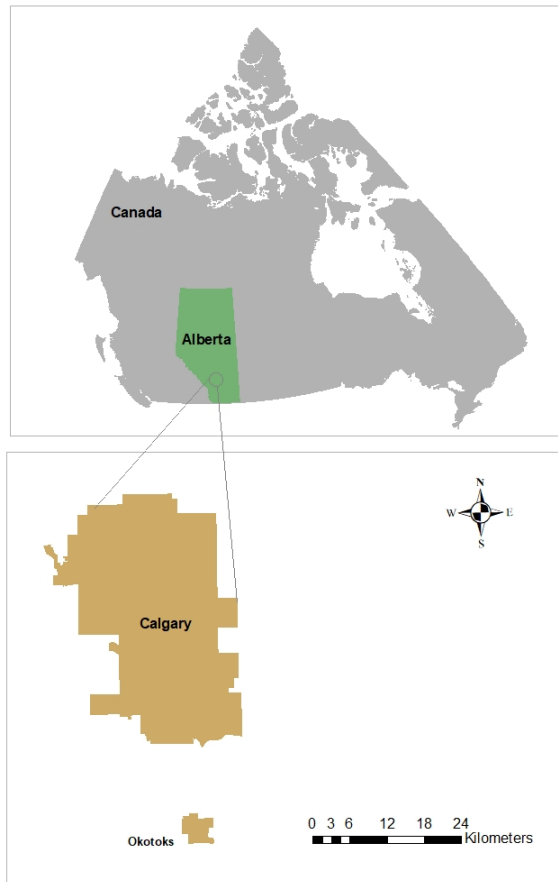 Canada
Alberta
N
W E
S
Calgary
Okotoks
0 3 6 12 18 24
Kilometers